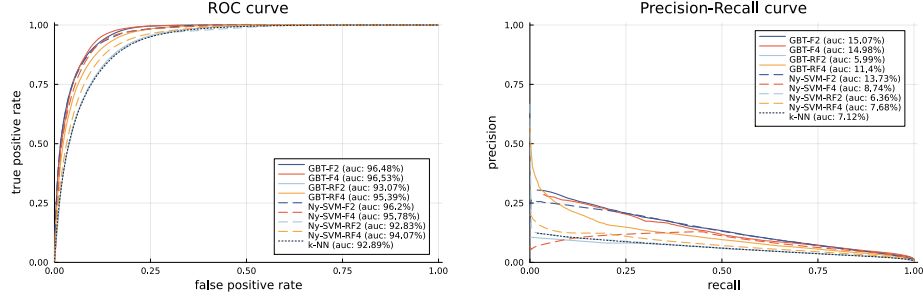 ROC curve
1.00
0.75
0.50
0.25
0.00
true positive rate
GBT-F2 (auc: 96.48%)
GBT-F4 (auc: 96,53%)
GBT-RF2 (auc: 93.07%)
GBT-RF4 (auc: 95,39%)
Ny-SVM-F2 (auc: 96.2%)
Ny-SVM-F4 (auc: 95,78%)
Ny-SVM-RF2 (auc: 92,83%)
Ny-SVM-RF4 (auc: 94,07%)
k-NN (auc: 92,89%)
0.00
0.25
0.50
0.75
1.00
false positive rate
Precision-Recall curve
1.00
0.75
0.50
0.25
0.00
precision
GBT-F2 (auc: 15,07%)
GBT-F4 (auc: 14.98%)
GBT-RF2 (auc: 5.99%)
GBT-RF4 (auc: 11,4%)
Ny-SVM-F2 (auc: 13.73%)
Ny-SVM-F4 (auc: 8,74%)
Ny-SVM-RF2 (auc: 6.36%)
Ny-SVM-RF4 (auc: 7,68%)
k-NN (auc: 7,12%)
0.00
0.25
0.50
0.75
1.00
recall